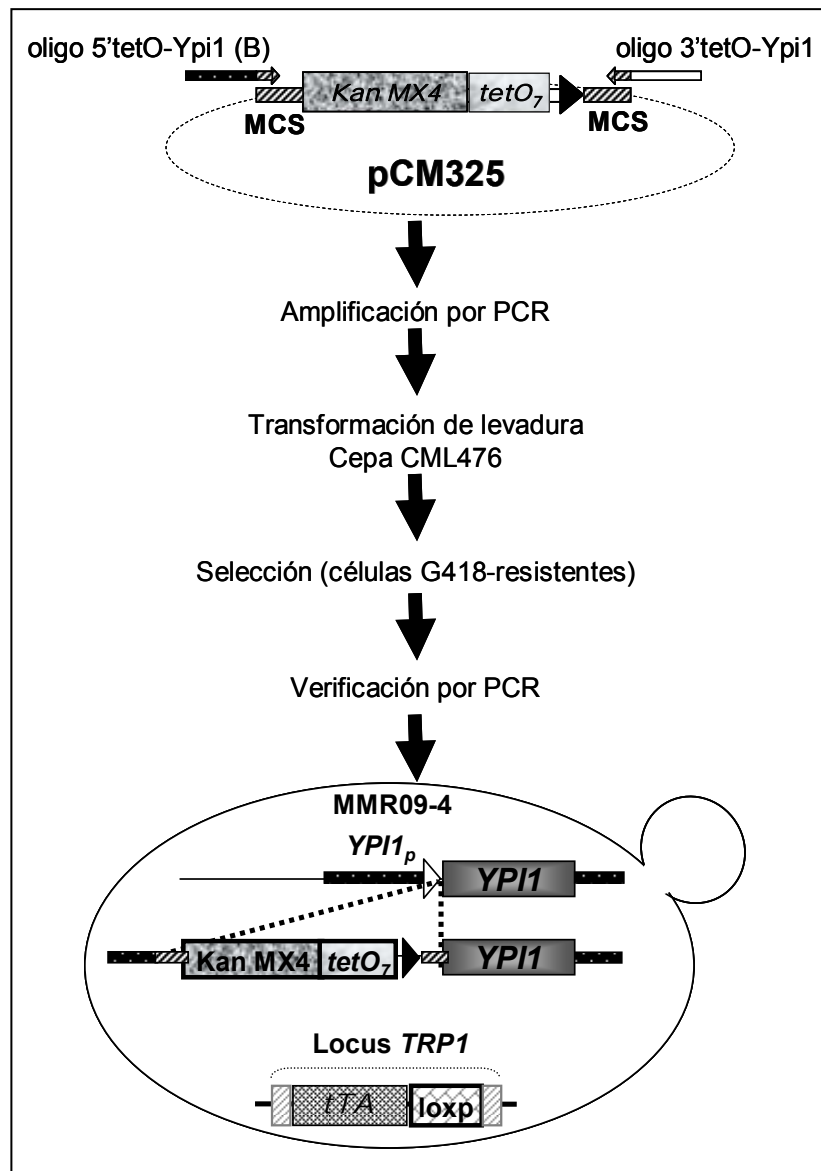 oligo 5’tetO-Ypi1 (B)
oligo 3’tetO-Ypi1
Kan MX4
tetO7
MCS
MCS
pCM325
Amplificación por PCR
Transformación de levadura
Cepa CML476
Selección (células G418-resistentes)
Verificación por PCR
MMR09-4
YPI1p
YPI1
Kan MX4
tetO7
YPI1
Locus TRP1
tTA
loxp